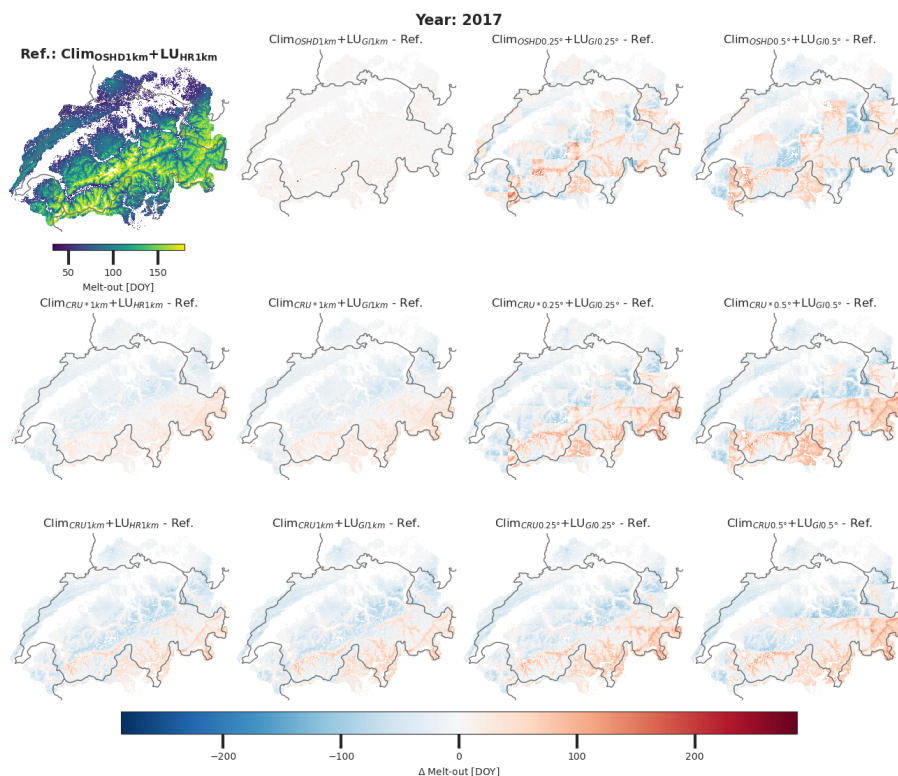 Year: 2017
Ref.: Clim_OSHD1km+LU_HR1km
Clim_OSHD1km+LU_Gl1km - Ref.
Clim_OSHD0.25°+LU_Gl0.25° - Ref.
Clim_OSHD0.5°+LU_Gl0.5° - Ref.
50 100 150
Melt-out [DOY]
Clim_CRU*1km+LU_HR1km - Ref.
Clim_CRU*1km+LU_Gl1km - Ref.
Clim_CRU*0.25°+LU_Gl0.25° - Ref.
Clim_CRU*0.5°+LU_Gl0.5° - Ref.
Clim_CRU1km+LU_HR1km - Ref.
Clim_CRU1km+LU_Gl1km - Ref.
Clim_CRU0.25°+LU_Gl0.25° - Ref.
Clim_CRU0.5°+LU_Gl0.5° - Ref.
−200 −100 0 100 200
Δ Melt-out [DOY]